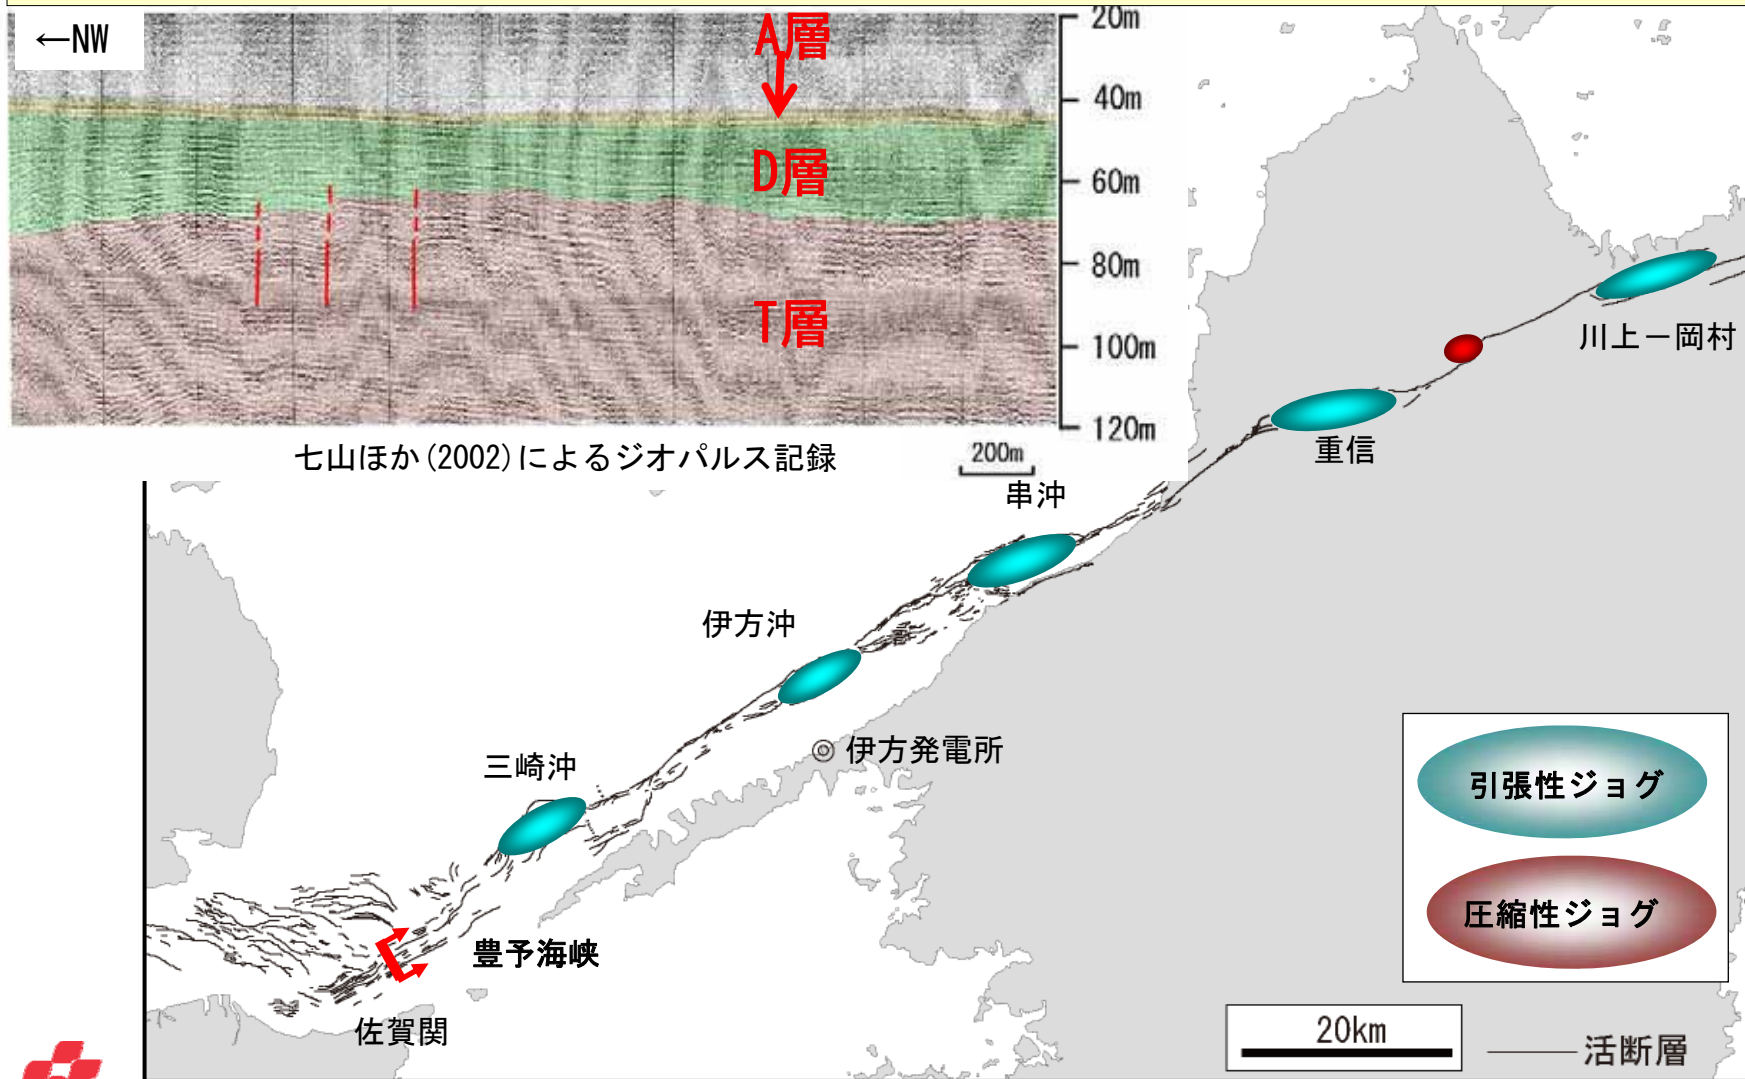 ←NW
A層
D層
T層
20m
40m
60m
80m
100m
120m
七山ほか(2002)によるジオパルス記録
200m
川上－岡村
重信
串沖
伊方沖
伊方発電所
三崎沖
豊予海峡
佐賀関
引張性ジョグ
圧縮性ジョグ
20km
活断層